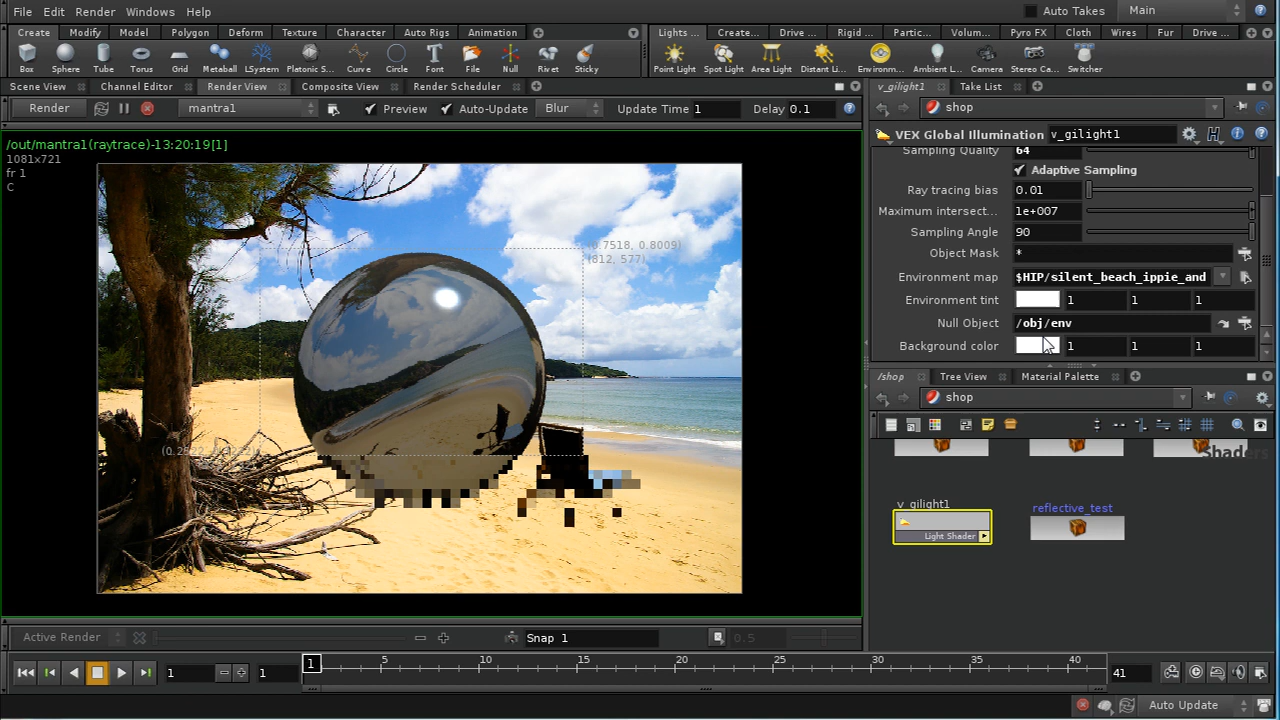 File Edit Render Windows Help
Auto Takes Main
Create Modify Model Polygon Deform Texture Character Auto Rigs Animation
Lights ... Create... Drive ... Rigid ... Partic... Volum... Pyro FX Cloth Wires Fur Drive ...
Box Sphere Tube Torus Grid Metaball LSystem Platonic S... Curve Circle Font File Null Rivet Sticky
Point Light Spot Light Area Light Distant Li... Environm... Ambient L... Camera Stereo Ca... Switcher
Scene View Channel Editor Render View Composite View Render Scheduler
v_gilight1 Take List
Render mantra1 Preview Auto-Update Blur Update Time 1 Delay 0.1
shop
VEX Global Illumination v_gilight1
/out/mantra1(raytrace)-13:20:19[1]
1081x721
fr 1
C
(0.7518, 0.8009)
(812, 577)
Sampling Quality 64
Adaptive Sampling
Ray tracing bias 0.01
Maximum intersect... 1e+007
Sampling Angle 90
Object Mask *
Environment map $HIP/silent_beach_ippie_and
Environment tint 1 1 1
Null Object /obj/env
Background color 1 1 1
/shop Tree View Material Palette
shop
Shaders
v_gilight1
Light Shader
reflective_test
Active Render Snap 1 0.5
1 1 1 5 10 15 20 25 30 35 40 41
Auto Update